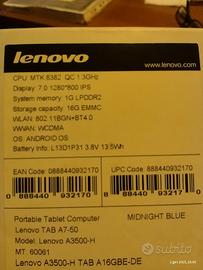 lenovo
www.lenovo.com
CPU: MTK 8382 QC 1.3GHz
Display: 7.0 1280*800 IPS
System memory: 1G LPDDR2
Storage capacity: 16G EMMC
WLAN: 802.11BGN+BT4.0
WWAN: WCDMA
OS: ANDROID OS
Battery Info: L13D1P31 3.8V 13.5Wh
EAN Code: 0888440932170
UPC Code: 888440932170
0 888440 932170
8 88440 93217
Portable Tablet Computer
MIDNIGHT BLUE
Lenovo TAB A7-50
Model: Lenovo A3500-H
MT: 60061
Lenovo A3500-H TAB A16GBE-DE
subito